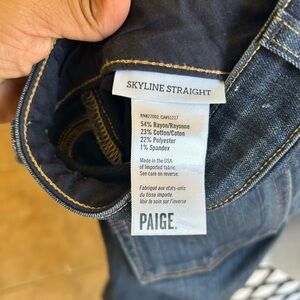 SKYLINE STRAIGHT
54% Rayon/Rayonne
23% Cotton/Coton
22% Polyester
1% Spandex
Made in the USA
of imported fabric.
See care on reverse.
Fabriqué aux états-unis
du tissu importe.
Voir le soin sur l'inverse
PAIGE.